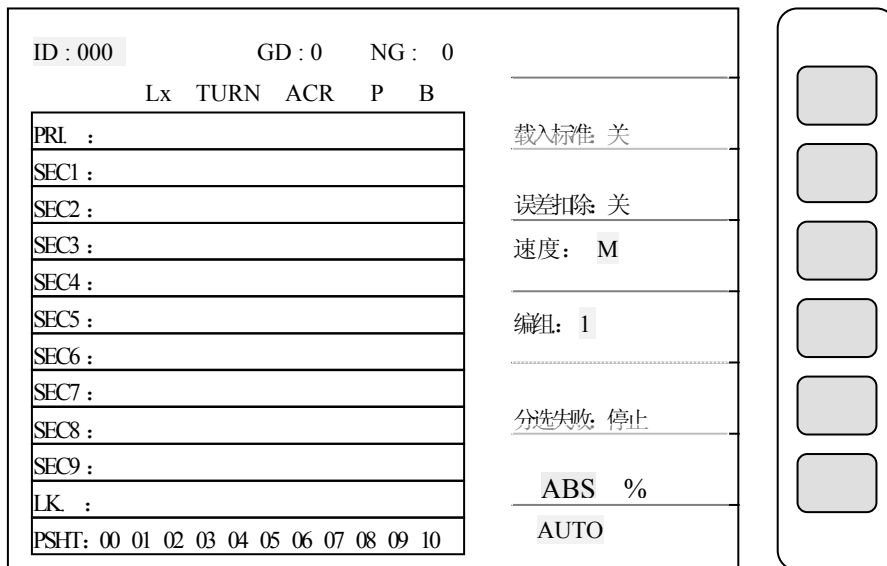 ID : 000 GD : 0 NG : 0
Lx TURN ACR P B
PRI. :
SEC1 :
SEC2 :
SEC3 :
SEC4 :
SEC5 :
SEC6 :
SEC7 :
SEC8 :
SEC9 :
LK. :
PSHT: 00 01 02 03 04 05 06 07 08 09 10
载入标准: 关
误差扣除: 关
速度: M
编组: 1
分选失败: 停止
ABS %
AUTO